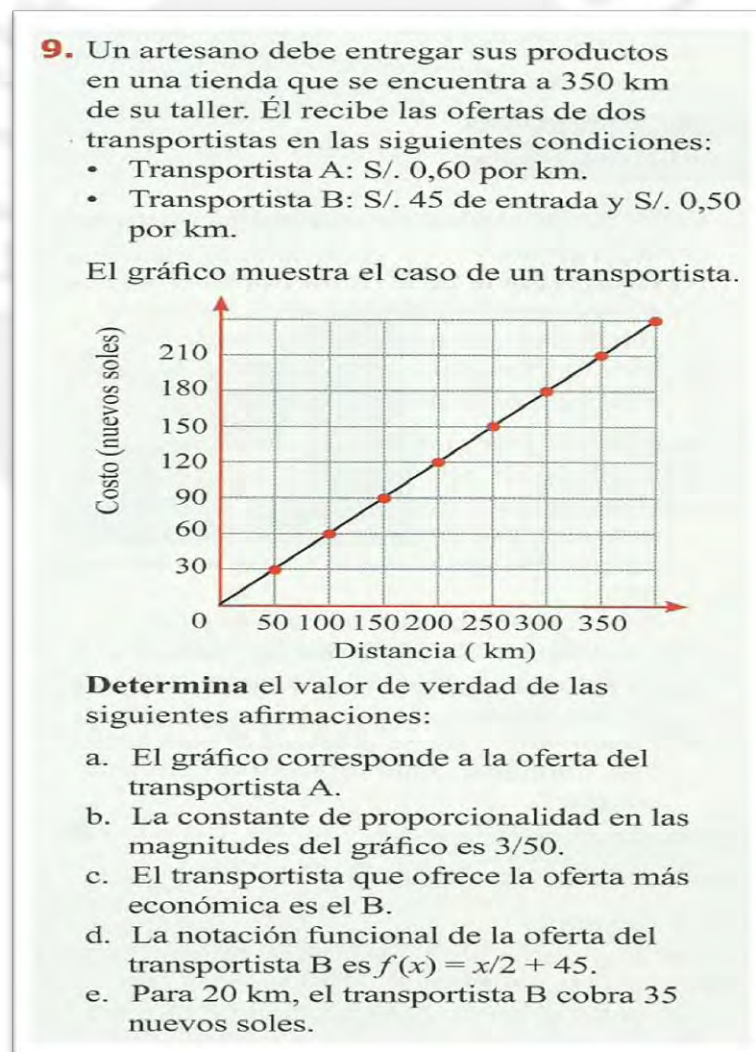 9. Un artesano debe entregar sus productos
en una tienda que se encuentra a 350 km
de su taller. Él recibe las ofertas de dos
transportistas en las siguientes condiciones:
• Transportista A: S/. 0,60 por km.
• Transportista B: S/. 45 de entrada y S/. 0,50
por km.
El gráfico muestra el caso de un transportista.
Costo (nuevos soles)
210
180
150
120
90
60
30
0 50 100 150 200 250 300 350
Distancia ( km)
Determina el valor de verdad de las
siguientes afirmaciones:
a. El gráfico corresponde a la oferta del
transportista A.
b. La constante de proporcionalidad en las
magnitudes del gráfico es 3/50.
c. El transportista que ofrece la oferta más
económica es el B.
d. La notación funcional de la oferta del
transportista B es f(x) = x/2 + 45.
e. Para 20 km, el transportista B cobra 35
nuevos soles.